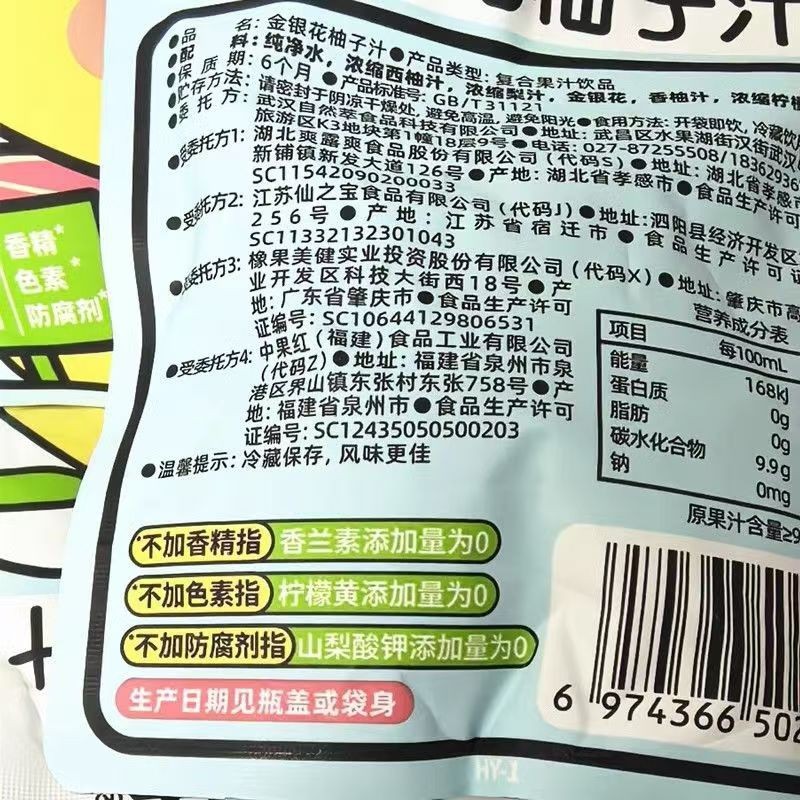 柚子汁
●品名：金银花柚子汁●产品类型：复合果汁饮品
●配料：纯净水，浓缩西柚汁，浓缩梨汁，金银花，香柚汁，浓缩柠檬
●保质期：6个月●产品标准号：GB/T31121
●贮存方法：请密封于阴凉干燥处，避免高温，避免阳光●食用方法：开袋即饮，冷藏饮用
●委托方：武汉自然萃食品科技有限公司●地址：武昌区水果湖街汉街武汉
旅游区K3地块第1幢18层9号●电话：027-87255508/18362936
●受委托方1：湖北爽露爽食品股份有限公司（代码S）●地址：湖北省孝感市
新铺镇新发大道126号●产地：湖北省孝感市●食品生产许
SC11542090200033
●受委托方2：江苏仙之宝食品有限公司（代码J）●地址：泗阳县经济开发区
256号●产地：江苏省宿迁市●食品生产许可证
SC11332132301043
●受委托方3：橡果美健实业投资股份有限公司（代码X）●地址：肇庆市高
业开发区科技大街西18号●产
地：广东省肇庆市●食品生产许可
证编号：SC10644129806531
●受委托方4：中果红（福建）食品工业有限公司
（代码Z）●地址：福建省泉州市泉
港区界山镇东张村东张758号●产
地：福建省泉州市●食品生产许可
证编号：SC12435050500203
●温馨提示：冷藏保存，风味更佳
营养成分表
项目 每100mL
能量 168kJ
蛋白质 0g
脂肪 0g
碳水化合物 9.9g
钠 0mg
原果汁含量≥9
香精*
色素*
防腐剂*
*不加香精指 香兰素添加量为0
*不加色素指 柠檬黄添加量为0
*不加防腐剂指 山梨酸钾添加量为0
生产日期见瓶盖或袋身
6 974366 502